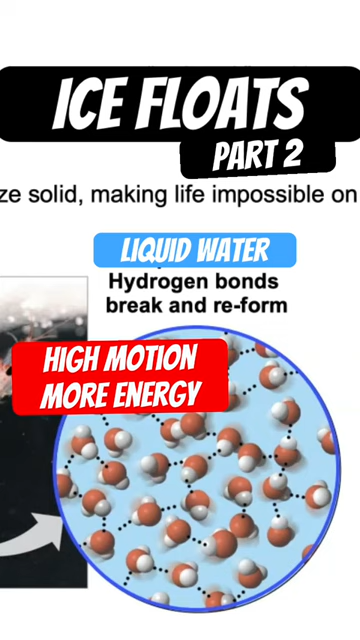 ICE FLOATS
PART 2
ze solid, making life impossible on
LIQUID WATER
Hydrogen bonds
break and re-form
HIGH MOTION
MORE ENERGY